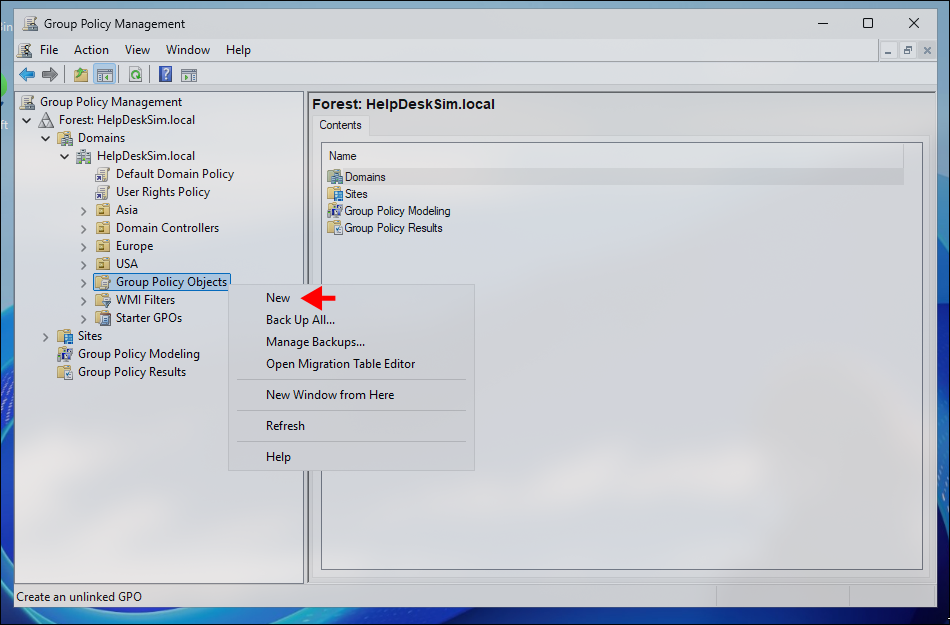 Group Policy Management
File Action View Window Help
Group Policy Management
Forest: HelpDeskSim.local
Domains
HelpDeskSim.local
Default Domain Policy
User Rights Policy
Asia
Domain Controllers
Europe
USA
Group Policy Objects
WMI Filters
Starter GPOs
Sites
Group Policy Modeling
Group Policy Results
Forest: HelpDeskSim.local
Contents
Name
Domains
Sites
Group Policy Modeling
Group Policy Results
New
Back Up All...
Manage Backups...
Open Migration Table Editor
New Window from Here
Refresh
Help
Create an unlinked GPO